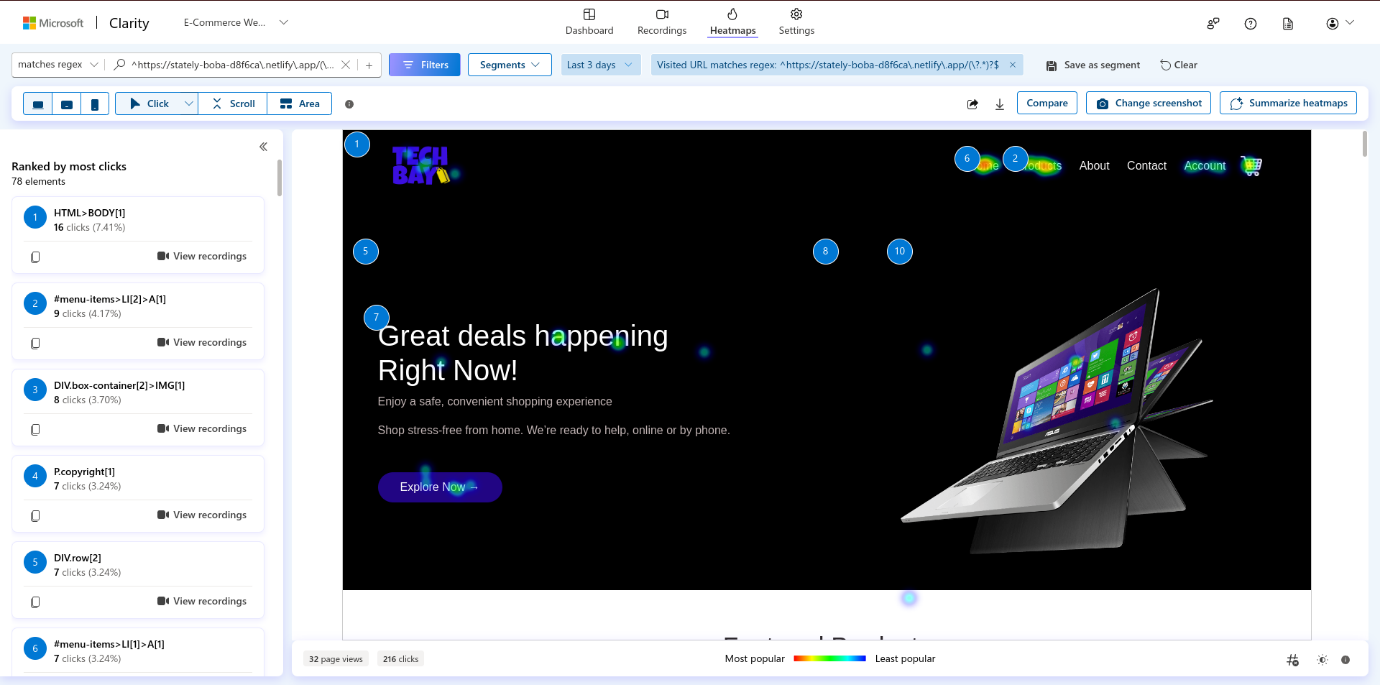 Microsoft
Clarity
E-Commerce We...
Dashboard
Recordings
Heatmaps
Settings
matches regex
^https://stately-boba-d8f6ca\.netlify\.app/(\...
Filters
Segments
Last 3 days
Visited URL matches regex: ^https://stately-boba-d8f6ca\.netlify\.app/(\?.*)?$
Save as segment
Clear
Click
Scroll
Area
Compare
Change screenshot
Summarize heatmaps
Ranked by most clicks
78 elements
1
HTML>BODY[1]
16 clicks (7.41%)
View recordings
2
#menu-items>LI[2]>A[1]
9 clicks (4.17%)
View recordings
3
DIV.box-container[2]>IMG[1]
8 clicks (3.70%)
View recordings
4
P.copyright[1]
7 clicks (3.24%)
View recordings
5
DIV.row[2]
7 clicks (3.24%)
View recordings
6
#menu-items>LI[1]>A[1]
7 clicks (3.24%)
1
TECH
BAY
6
2
About
Contact
Account
5
8
10
7
Great deals happening
Right Now!
Enjoy a safe, convenient shopping experience
Shop stress-free from home. We're ready to help, online or by phone.
Explore Now →
ASUS
32 page views
216 clicks
Most popular
Least popular